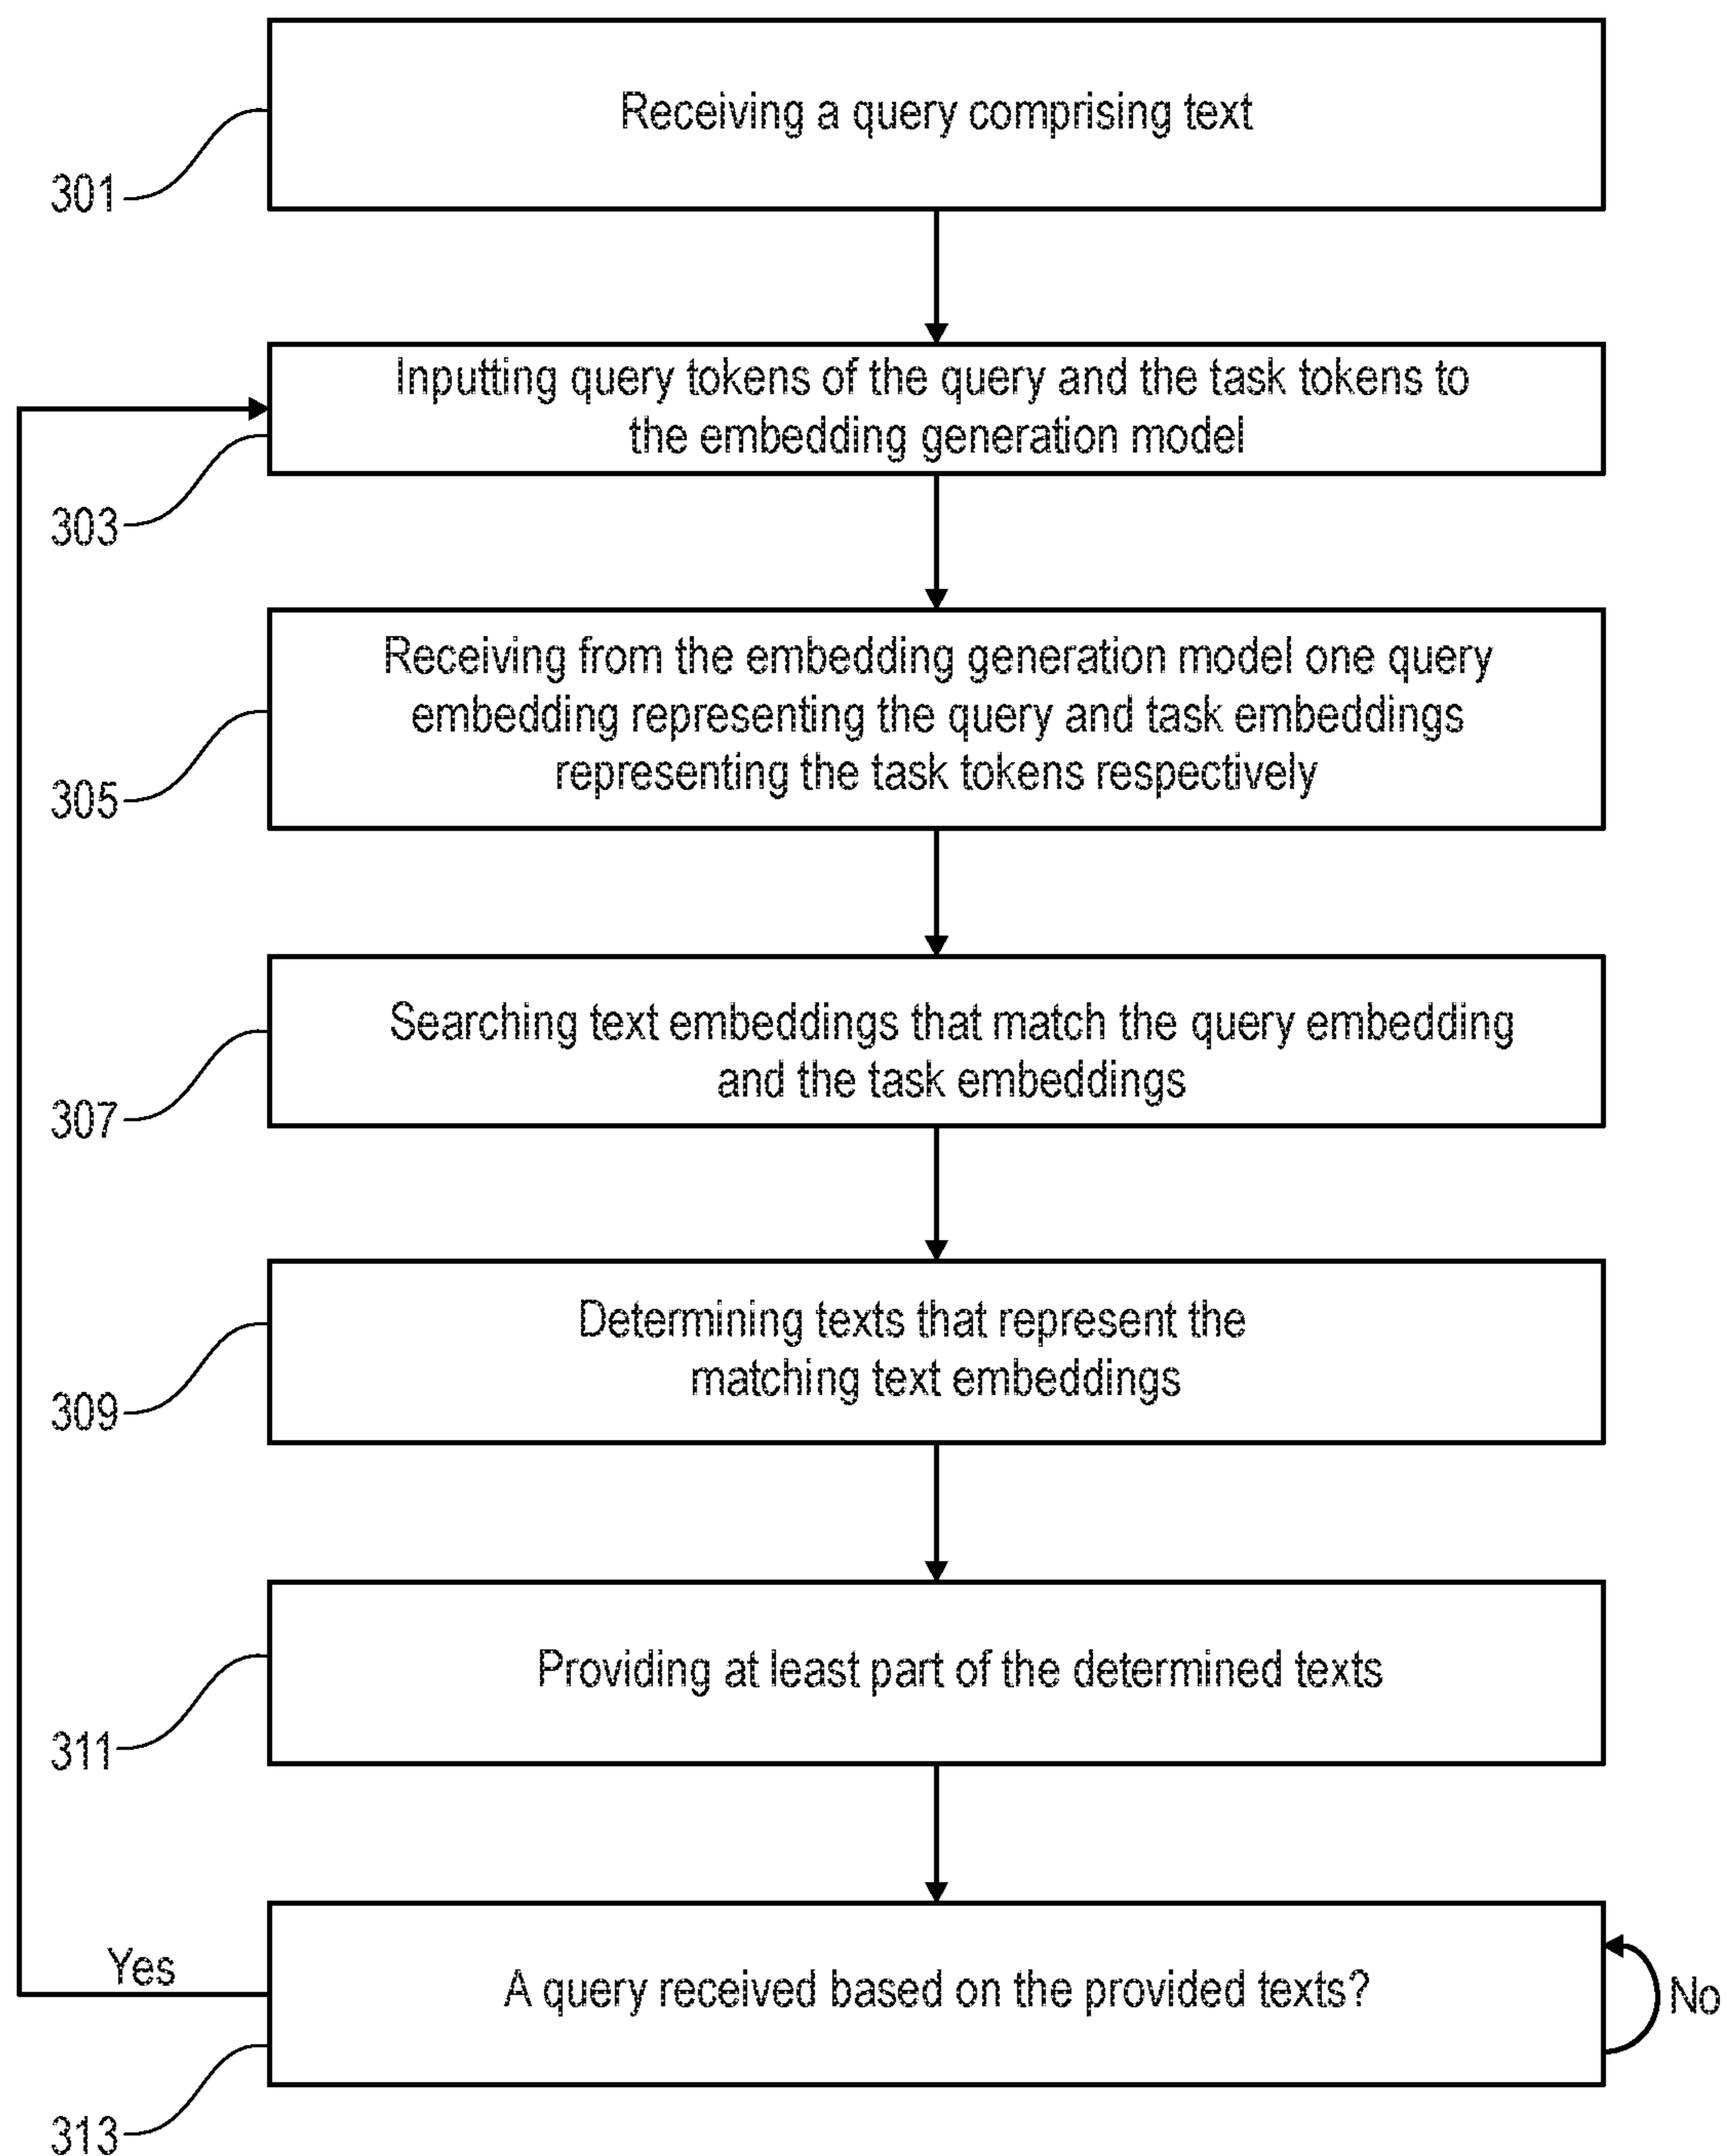 Receiving a query comprising text
301
Inputting query tokens of the query and the task tokens to
the embedding generation model
303
Receiving from the embedding generation model one query
embedding representing the query and task embeddings
representing the task tokens respectively
305
Searching text embeddings that match the query embedding
and the task embeddings
307
Determining texts that represent the
matching text embeddings
309
Providing at least part of the determined texts
311
Yes
A query received based on the provided texts?
No
313